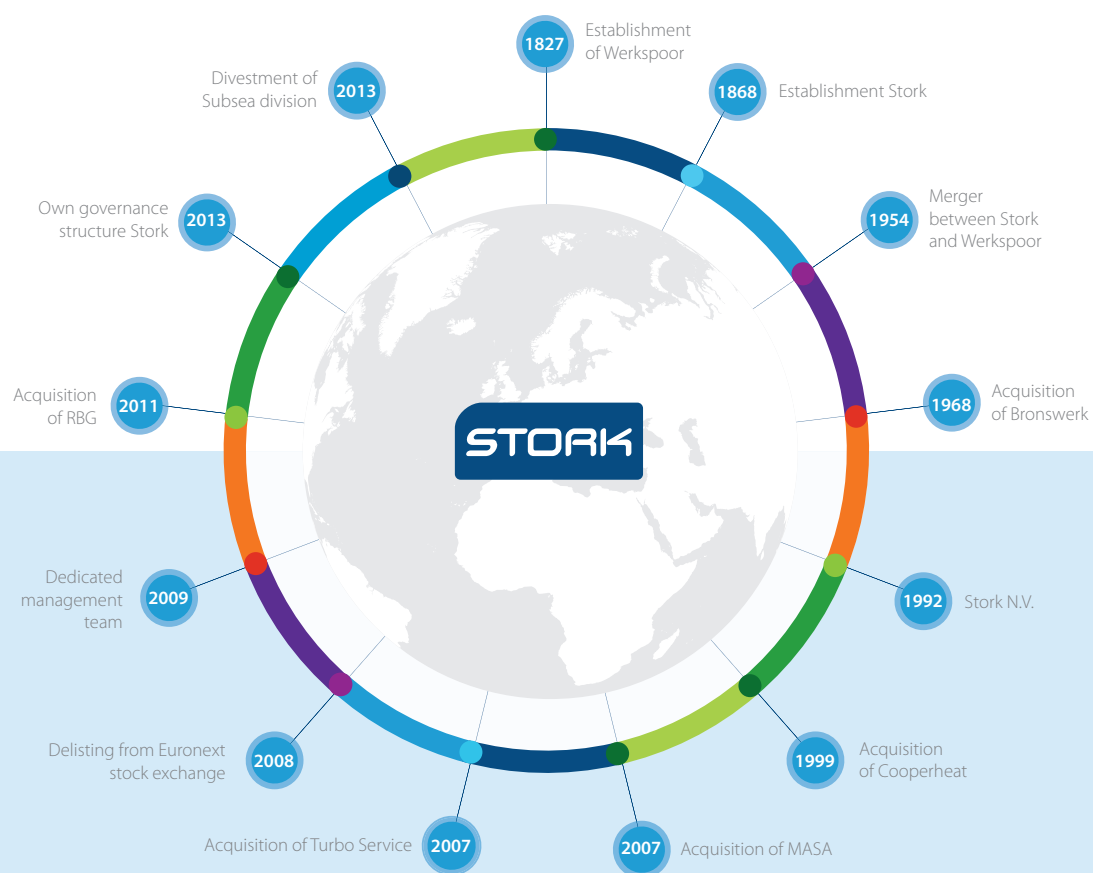 1827
Establishment
of Werkspoor
1868
Establishment Stork
1954
Merger
between Stork
and Werkspoor
1968
Acquisition
of Bronswerk
1992
Stork N.V.
1999
Acquisition
of Cooperheat
2007
Acquisition of MASA
2007
Acquisition of Turbo Service
2008
Delisting from Euronext
stock exchange
2009
Dedicated
management
team
2011
Acquisition
of RBG
2013
Own governance
structure Stork
2013
Divestment of
Subsea division
STORK